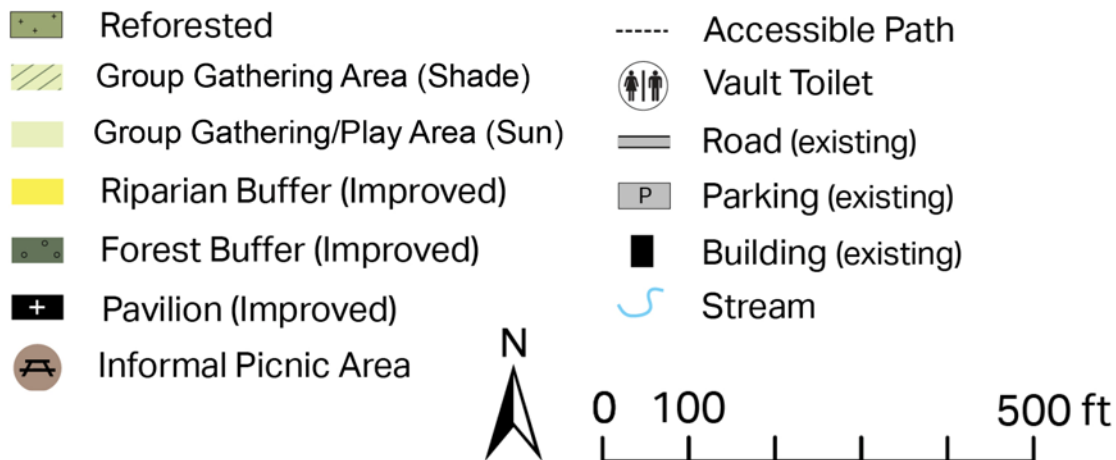 Reforested
Group Gathering Area (Shade)
Group Gathering/Play Area (Sun)
Riparian Buffer (Improved)
Forest Buffer (Improved)
Pavilion (Improved)
Informal Picnic Area
Accessible Path
Vault Toilet
Road (existing)
P Parking (existing)
Building (existing)
Stream
N
0 100 500 ft